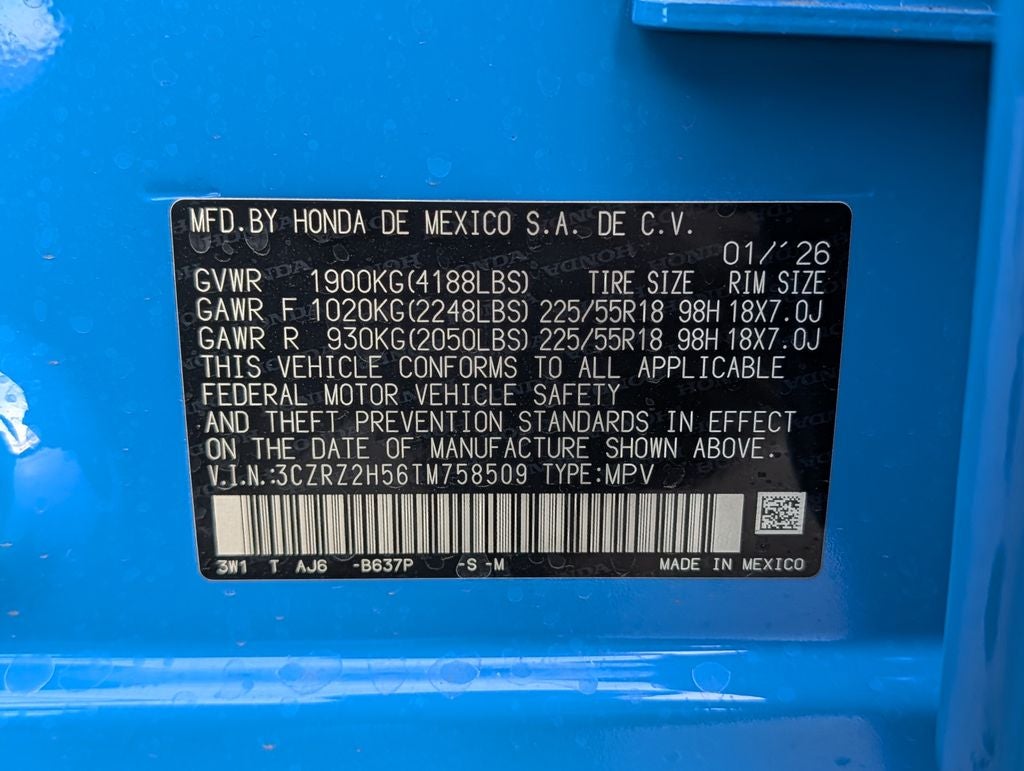 MFD.BY HONDA DE MEXICO S.A. DE C.V.
01/'26
GVWR 1900KG(4188LBS) TIRE SIZE RIM SIZE
GAWR F 1020KG(2248LBS) 225/55R18 98H 18X7.0J
GAWR R 930KG(2050LBS) 225/55R18 98H 18X7.0J
THIS VEHICLE CONFORMS TO ALL APPLICABLE
FEDERAL MOTOR VEHICLE SAFETY
AND THEFT PREVENTION STANDARDS IN EFFECT
ON THE DATE OF MANUFACTURE SHOWN ABOVE.
V.I.N.:3CZRZ2H56TM758509 TYPE:MPV
3W1 T AJ6 -B637P -S -M MADE IN MEXICO